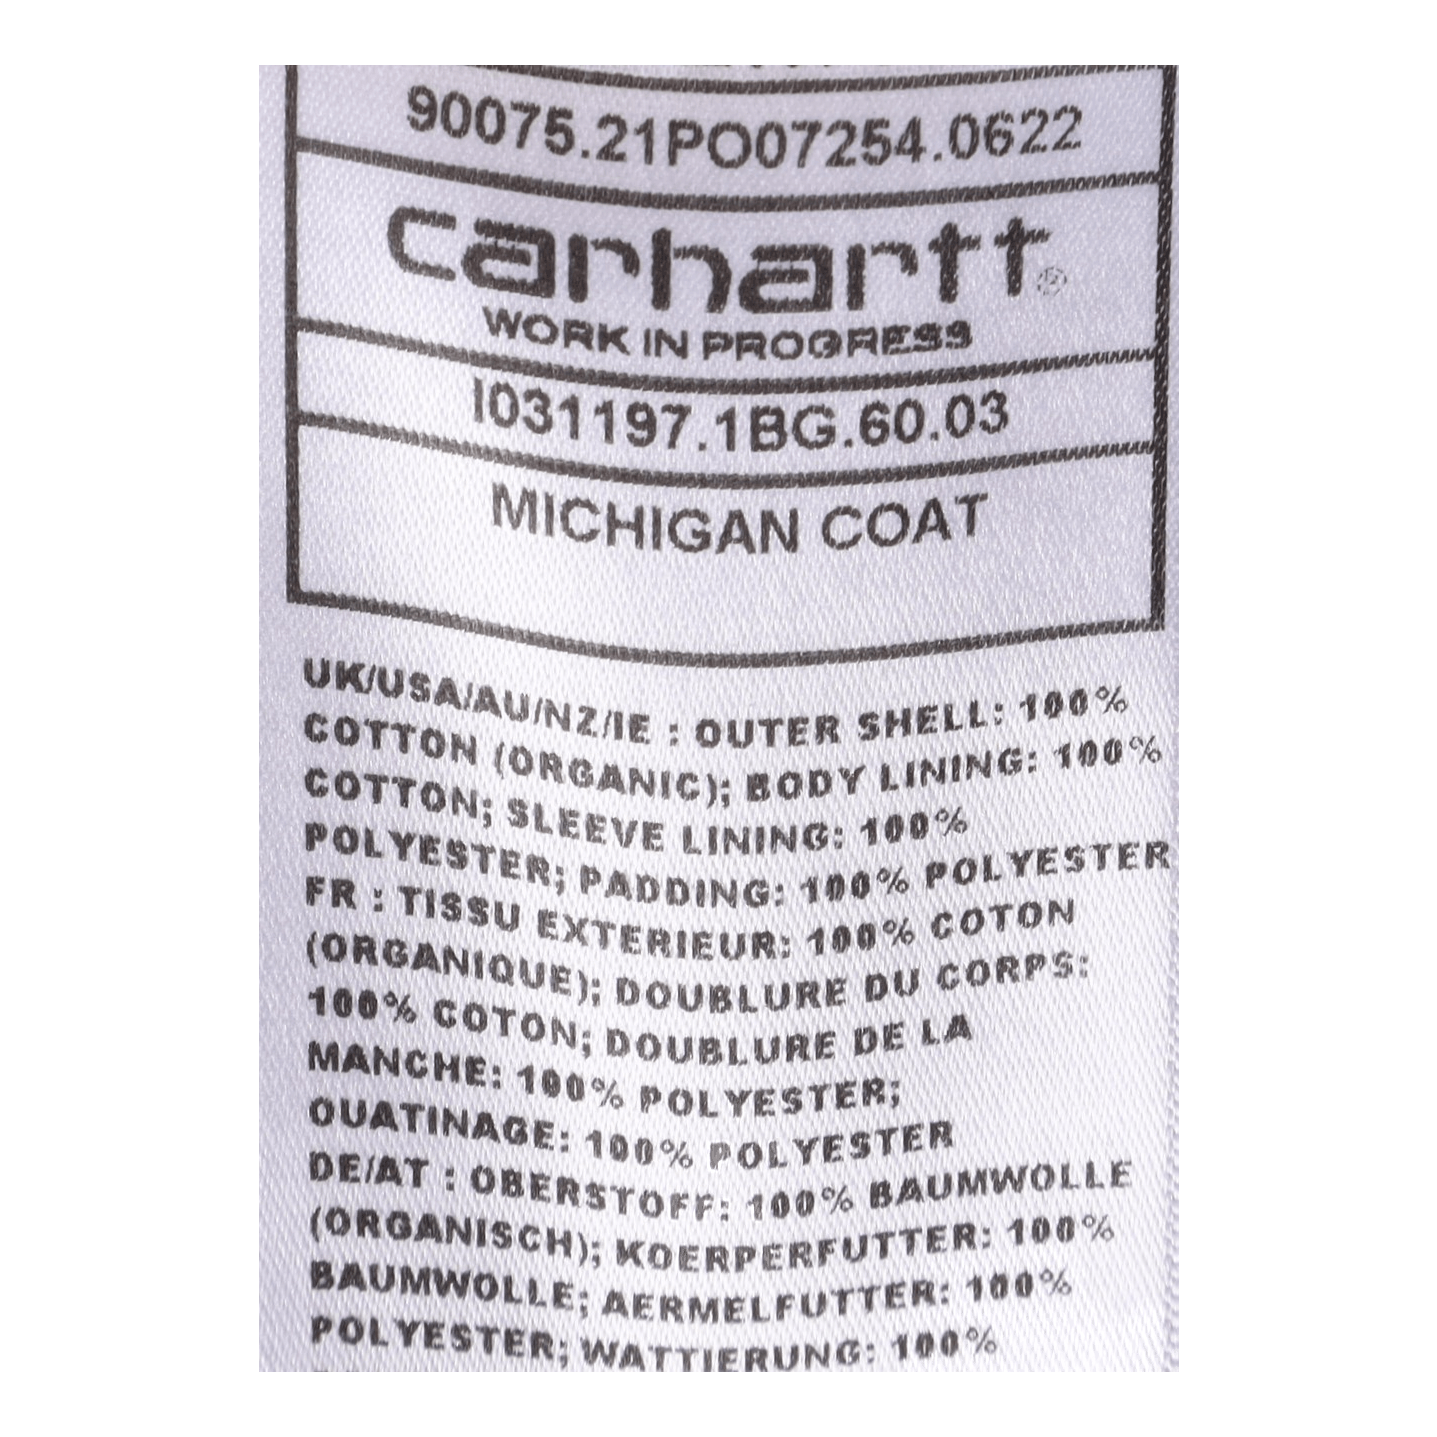 90075.21PO07254.0622
carhartt®
WORK IN PROGRESS
I031197.1BG.60.03
MICHIGAN COAT
UK/USA/AU/NZ/IE : OUTER SHELL: 100%
COTTON (ORGANIC); BODY LINING: 100%
COTTON; SLEEVE LINING: 100%
POLYESTER; PADDING: 100% POLYESTER
FR : TISSU EXTERIEUR: 100% COTON
(ORGANIQUE); DOUBLURE DU CORPS:
100% COTON; DOUBLURE DE LA
MANCHE: 100% POLYESTER;
OUATINAGE: 100% POLYESTER
DE/AT : OBERSTOFF: 100% BAUMWOLLE
(ORGANISCH); KOERPERFUTTER: 100%
BAUMWOLLE; AERMELFUTTER: 100%
POLYESTER; WATTIERUNG: 100%